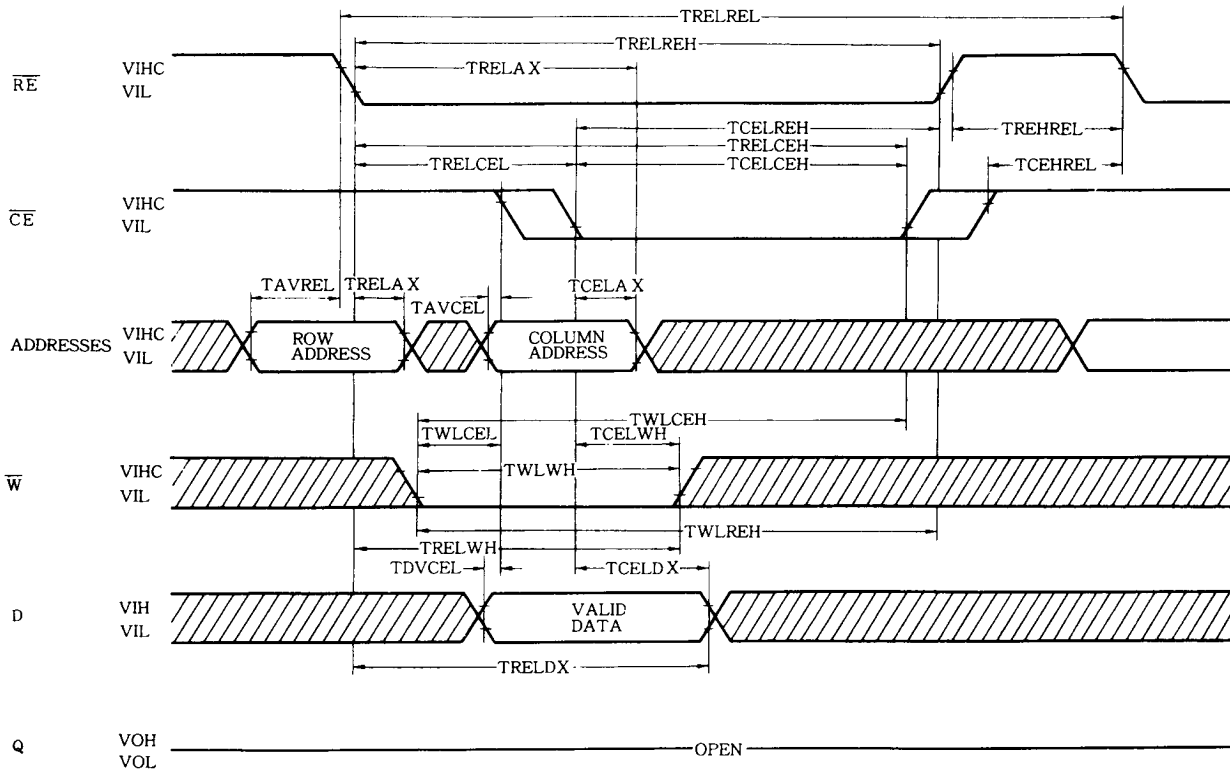 TRELREL
TRELREH
TRELAX
RE VIHC
VIL
TCELREH
TREHREL
TRELCEH
TRELCEL
TCELCEH
TCEHREL
CE VIHC
VIL
TAVREL
TRELAX
TAVCEL
TCELAX
ADDRESSES VIHC
VIL
ROW
ADDRESS
COLUMN
ADDRESS
TWLCEH
TWLCEL
TCELWH
TWLWH
W VIHC
VIL
TWLREH
TRELWH
TDVCEL
TCELDX
D VIH
VIL
VALID
DATA
TRELDX
Q VOH
VOL
OPEN